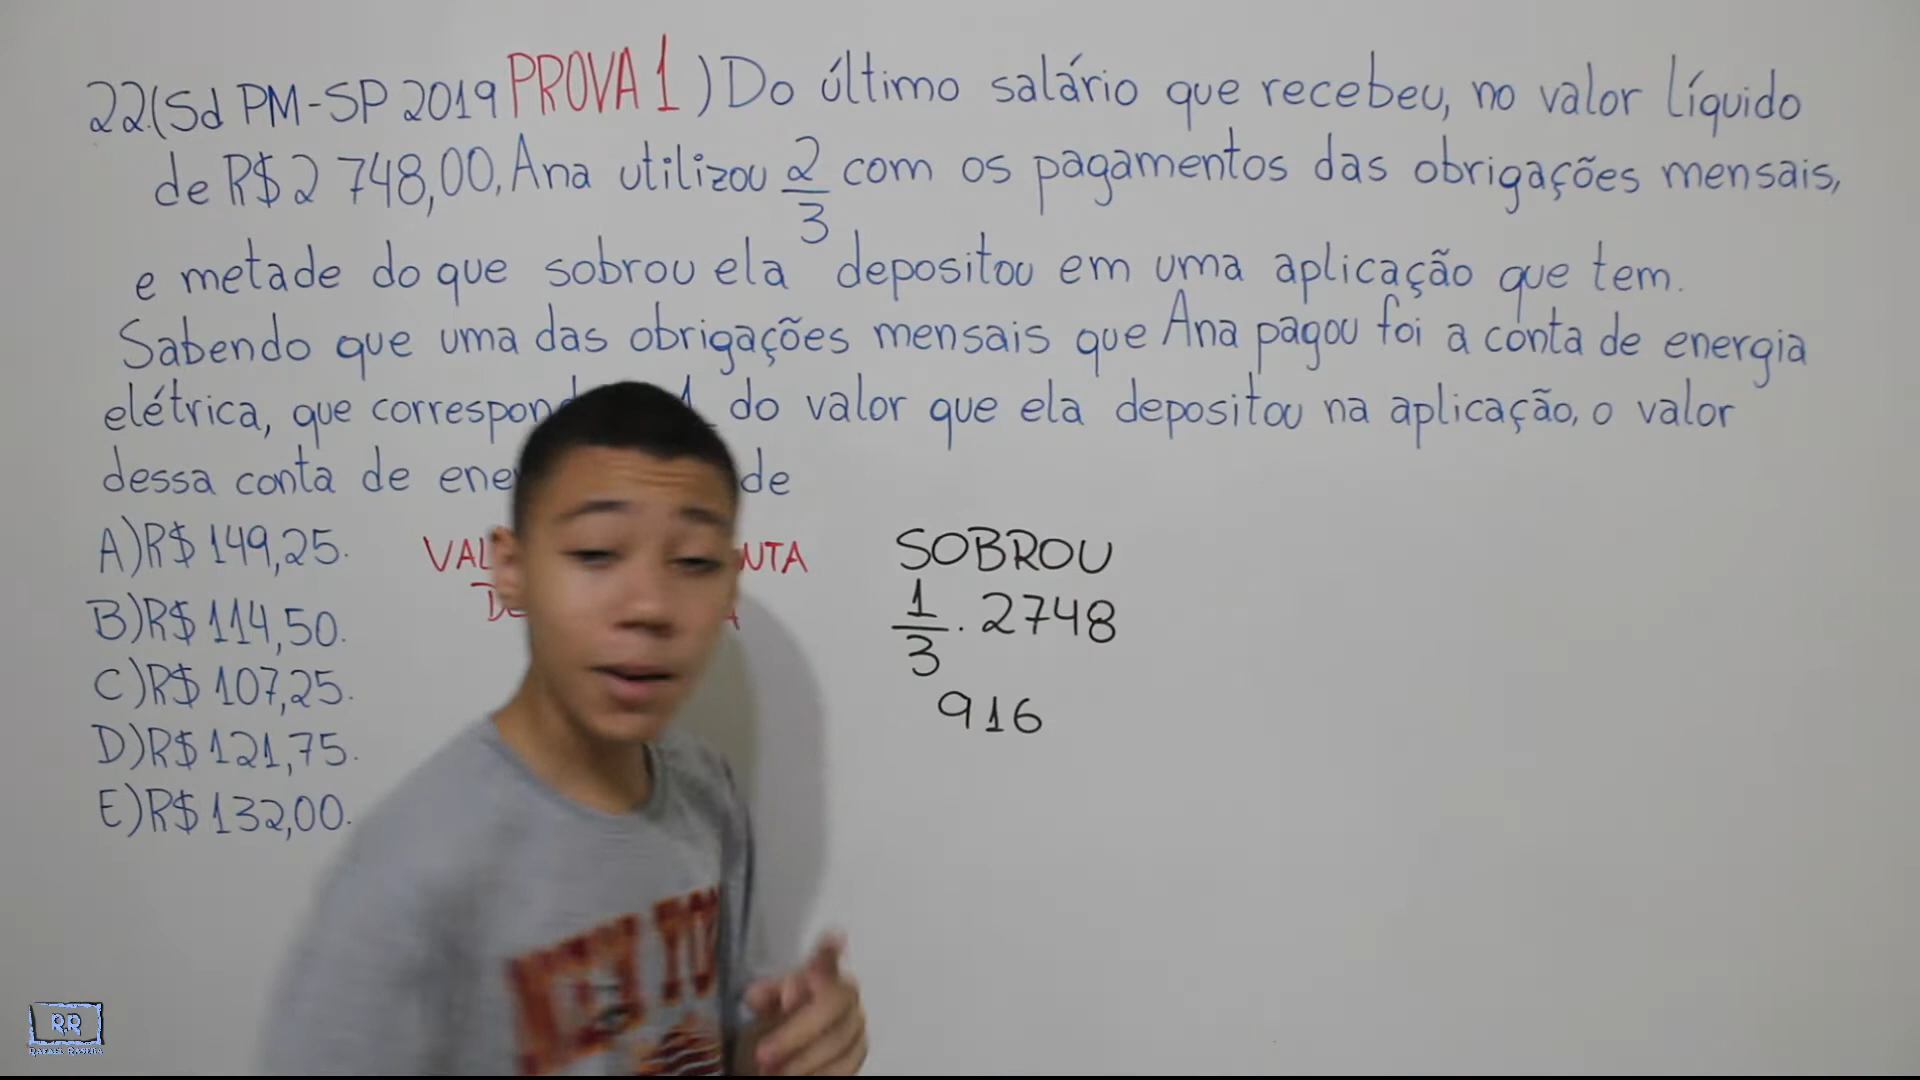 22.(Sd PM-SP 2019 PROVA 1) Do último salário que recebeu, no valor líquido
de R$ 2 748,00, Ana utilizou 2/3 com os pagamentos das obrigações mensais,
e metade do que sobrou ela depositou em uma aplicação que tem.
Sabendo que uma das obrigações mensais que Ana pagou foi a conta de energia
elétrica, que do valor que ela depositou na aplicação, o valor
dessa conta de de
A) R$ 149,25.
B) R$ 114,50.
C) R$ 107,25.
D) R$ 121,75.
E) R$ 132,00.
SOBROU
1/3 . 2748
916
RR